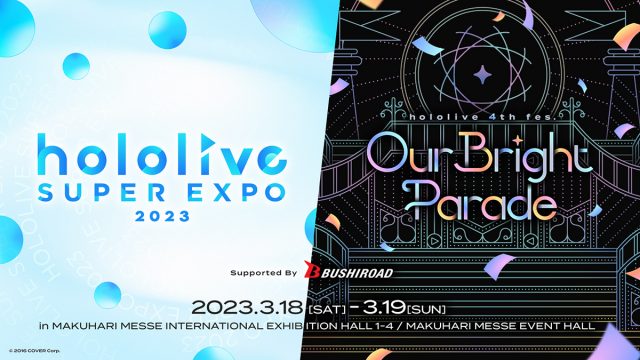 hololive
SUPER EXPO
2023
hololive 4th fes.
Our Bright
Parade
Supported By BUSHIROAD
2023.3.18 [SAT] - 3.19 [SUN]
in MAKUHARI MESSE INTERNATIONAL EXHIBITION HALL 1-4 / MAKUHARI MESSE EVENT HALL
© 2016 COVER Corp.